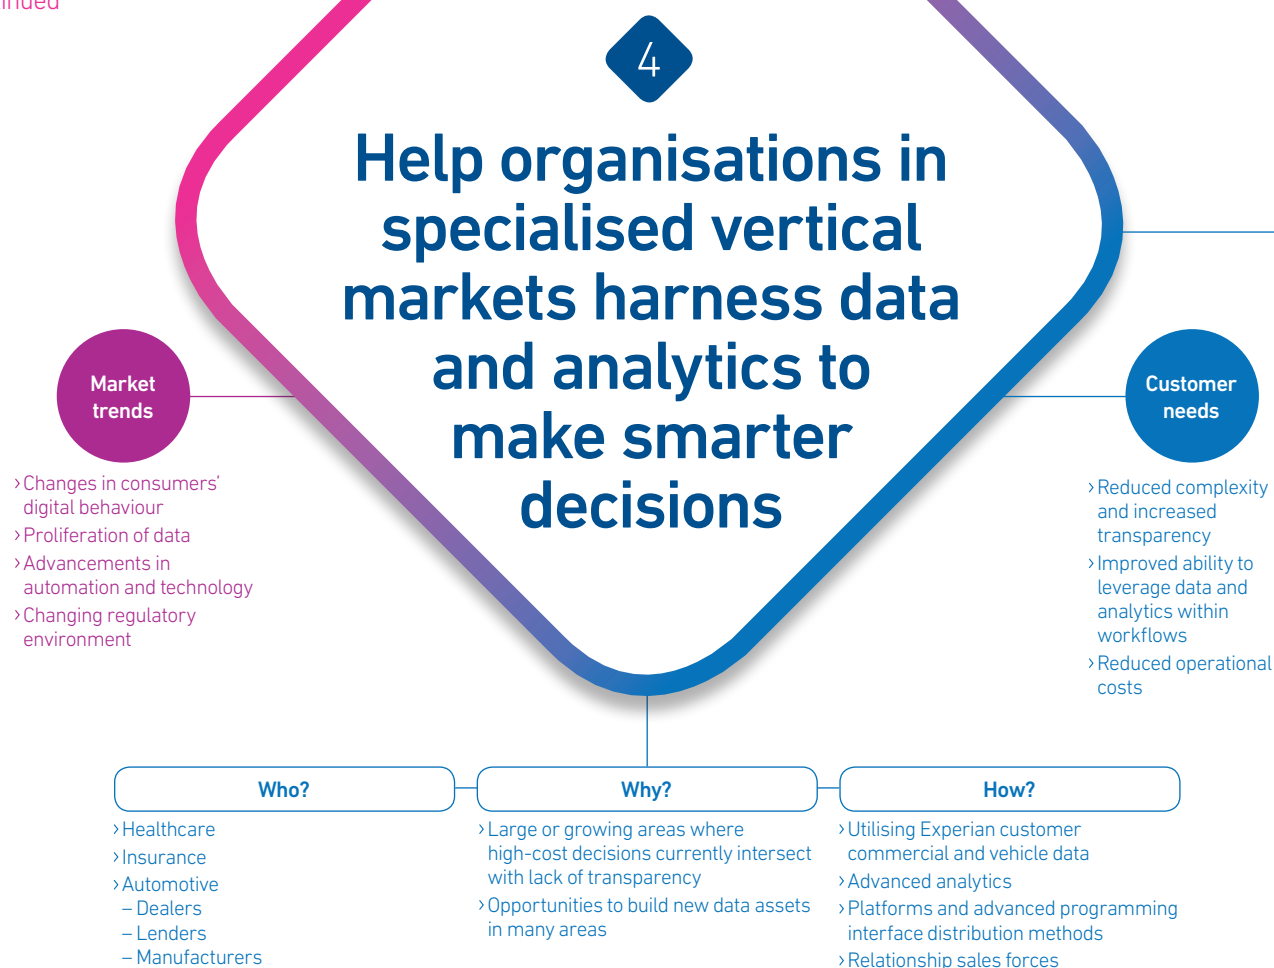 4
Help organisations in
specialised vertical
markets harness data
and analytics to
make smarter
decisions
Market
trends
› Changes in consumers’
digital behaviour
› Proliferation of data
› Advancements in
automation and technology
› Changing regulatory
environment
Customer
needs
› Reduced complexity
and increased
transparency
› Improved ability to
leverage data and
analytics within
workflows
› Reduced operational
costs
Who?
› Healthcare
› Insurance
› Automotive
– Dealers
– Lenders
– Manufacturers
Why?
› Large or growing areas where
high-cost decisions currently intersect
with lack of transparency
› Opportunities to build new data assets
in many areas
How?
› Utilising Experian customer
commercial and vehicle data
› Advanced analytics
› Platforms and advanced programming
interface distribution methods
› Relationship sales forces